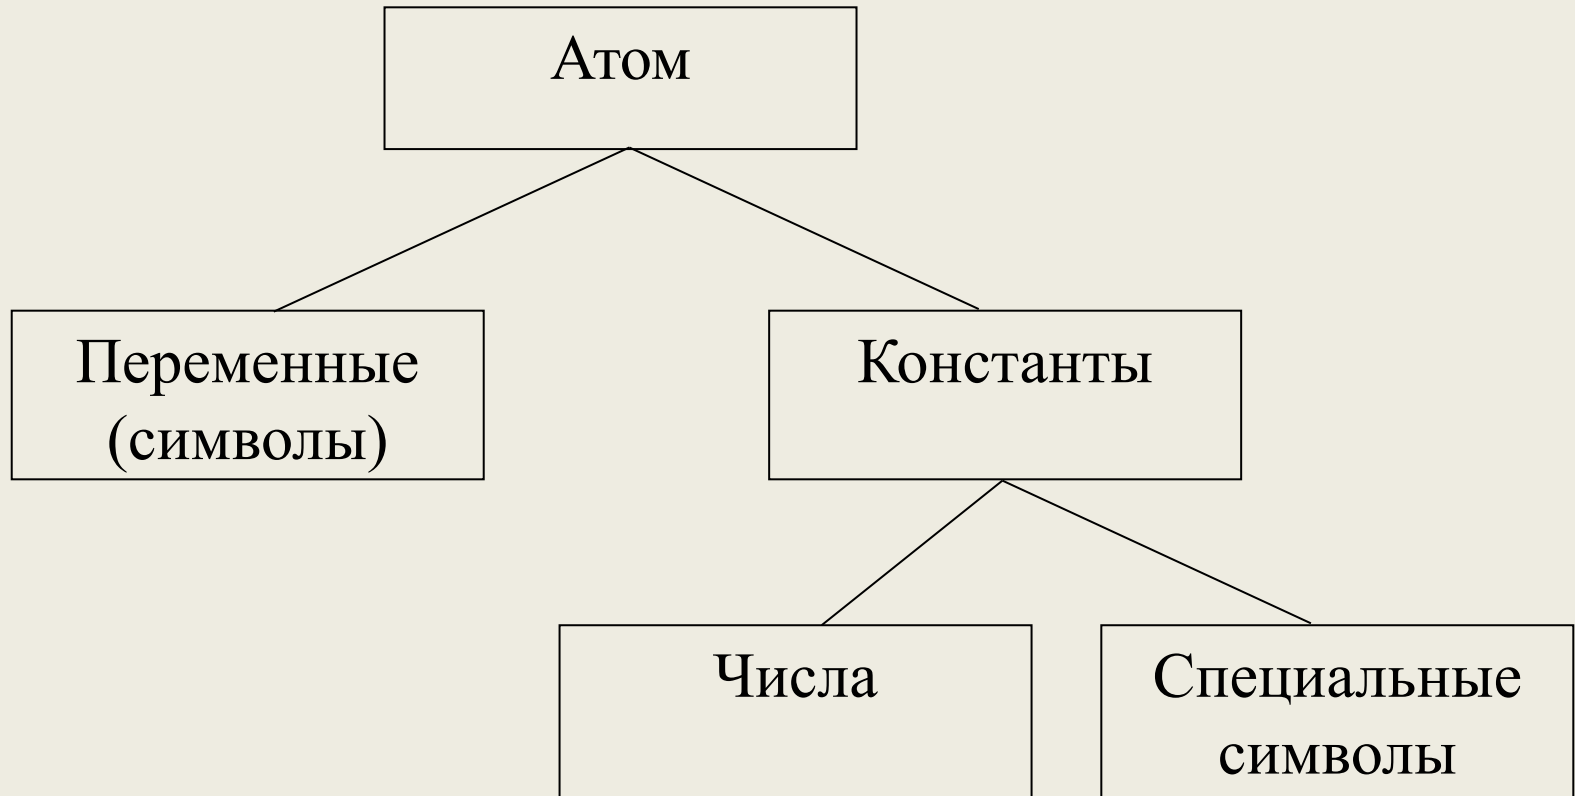 Атом
Переменные
(символы)
Константы
Числа
Специальные
символы